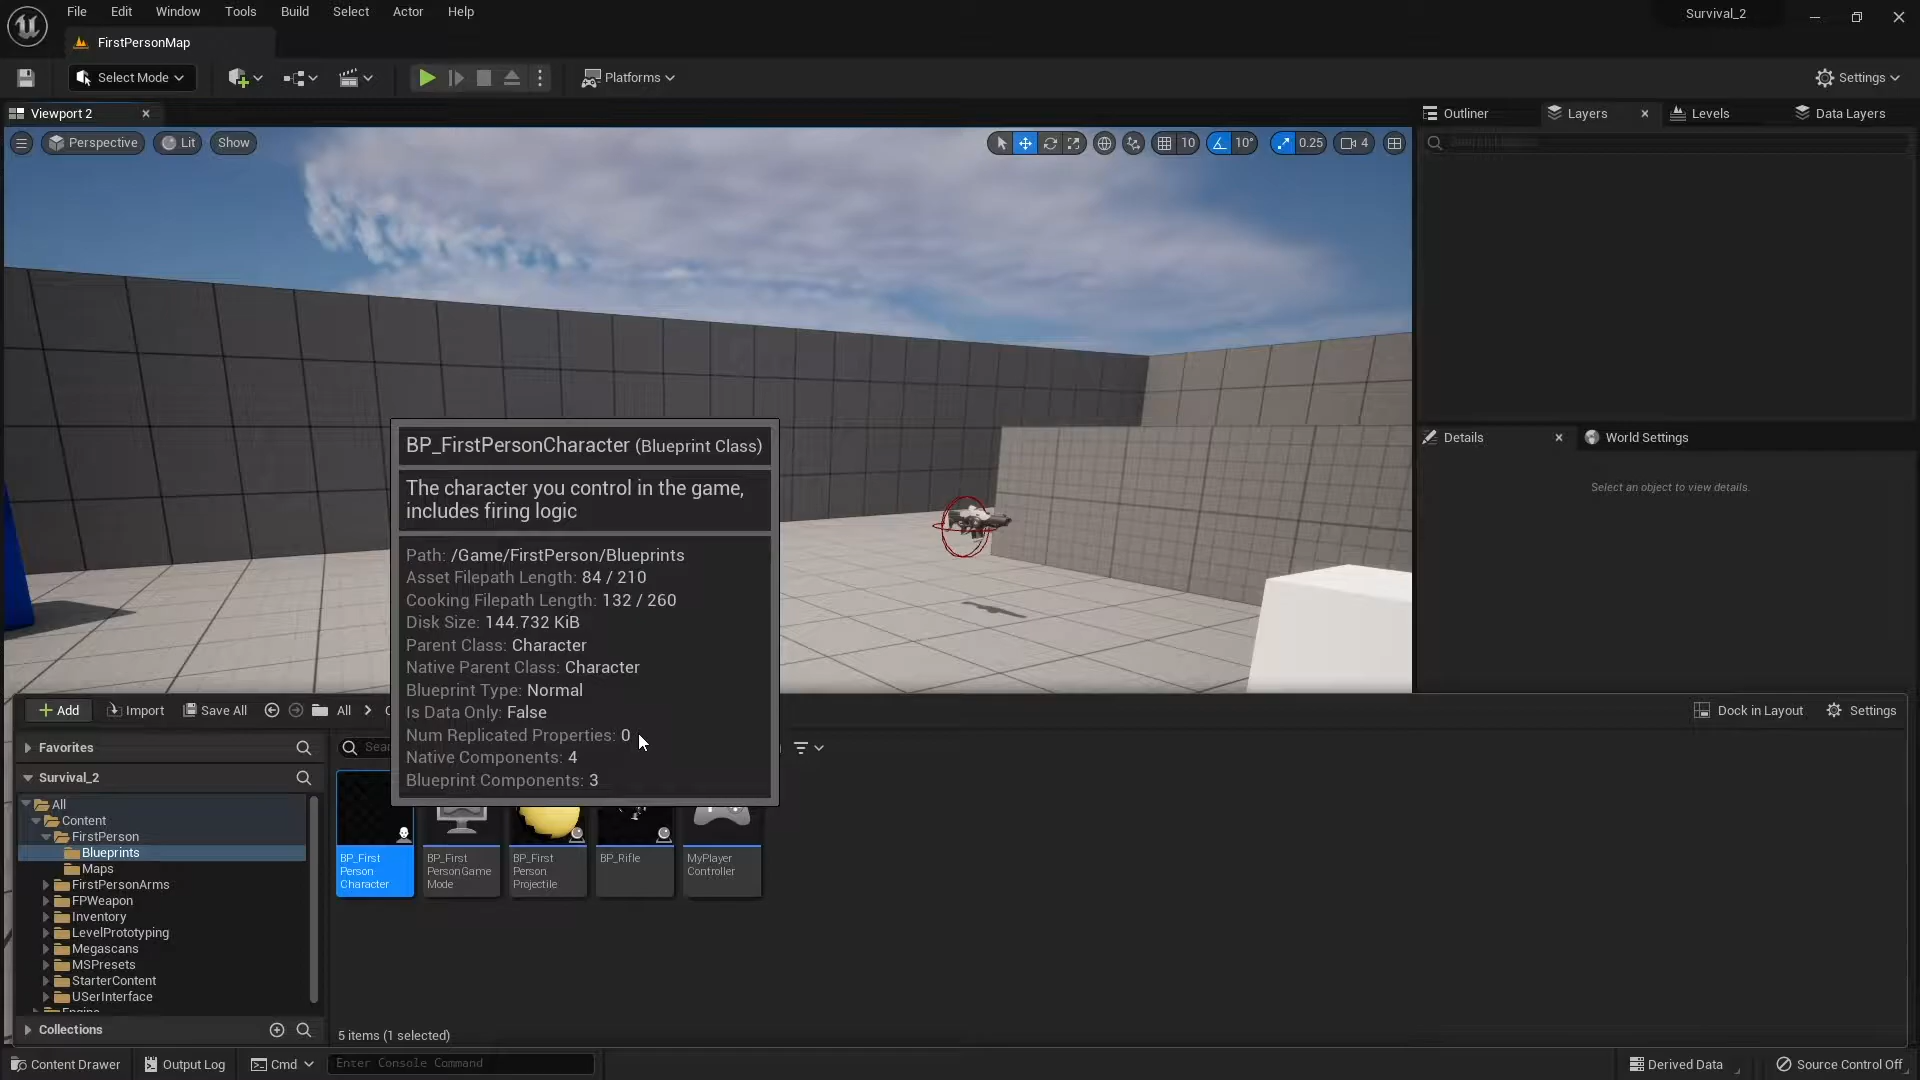 File Edit Window Tools Build Select Actor Help
Survival_2
FirstPersonMap
Select Mode
Platforms
Settings
Viewport 2
Outliner
Layers
Levels
Data Layers
Perspective
Lit
Show
10
10°
0.25
4
BP_FirstPersonCharacter (Blueprint Class)
The character you control in the game,
includes firing logic
Path: /Game/FirstPerson/Blueprints
Asset Filepath Length: 84 / 210
Cooking Filepath Length: 132 / 260
Disk Size: 144.732 KiB
Parent Class: Character
Native Parent Class: Character
Blueprint Type: Normal
Is Data Only: False
Num Replicated Properties: 0
Native Components: 4
Blueprint Components: 3
Details
World Settings
Select an object to view details.
Add
Import
Save All
All
Dock in Layout
Settings
Favorites
Survival_2
All
Content
FirstPerson
Blueprints
Maps
FirstPersonArms
FPWeapon
Inventory
LevelPrototyping
Megascans
MSPresets
StarterContent
USerInterface
Collections
BP_First
Person
Character
BP_First
PersonGame
Mode
BP_First
Person
Projectile
BP_Rifle
MyPlayer
Controller
5 items (1 selected)
Content Drawer
Output Log
Cmd
Enter Console Command
Derived Data
Source Control Off